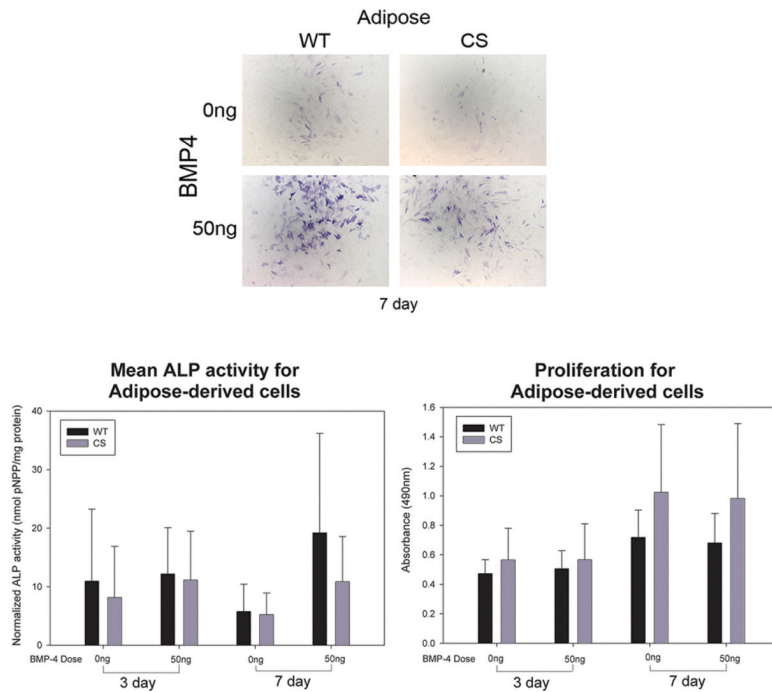 Adipose
WT CS
BMP4
0ng
50ng
7 day
Mean ALP activity for
Adipose-derived cells
Normalized ALP activity (nmol pNPP/mg protein)
40
30
20
10
0
WT
CS
BMP-4 Dose 0ng 50ng 0ng 50ng
3 day 7 day
Proliferation for
Adipose-derived cells
Absorbance (490nm)
1.6
1.4
1.2
1.0
0.8
0.6
0.4
0.2
0.0
WT
CS
BMP-4 Dose 0ng 50ng 0ng 50ng
3 day 7 day